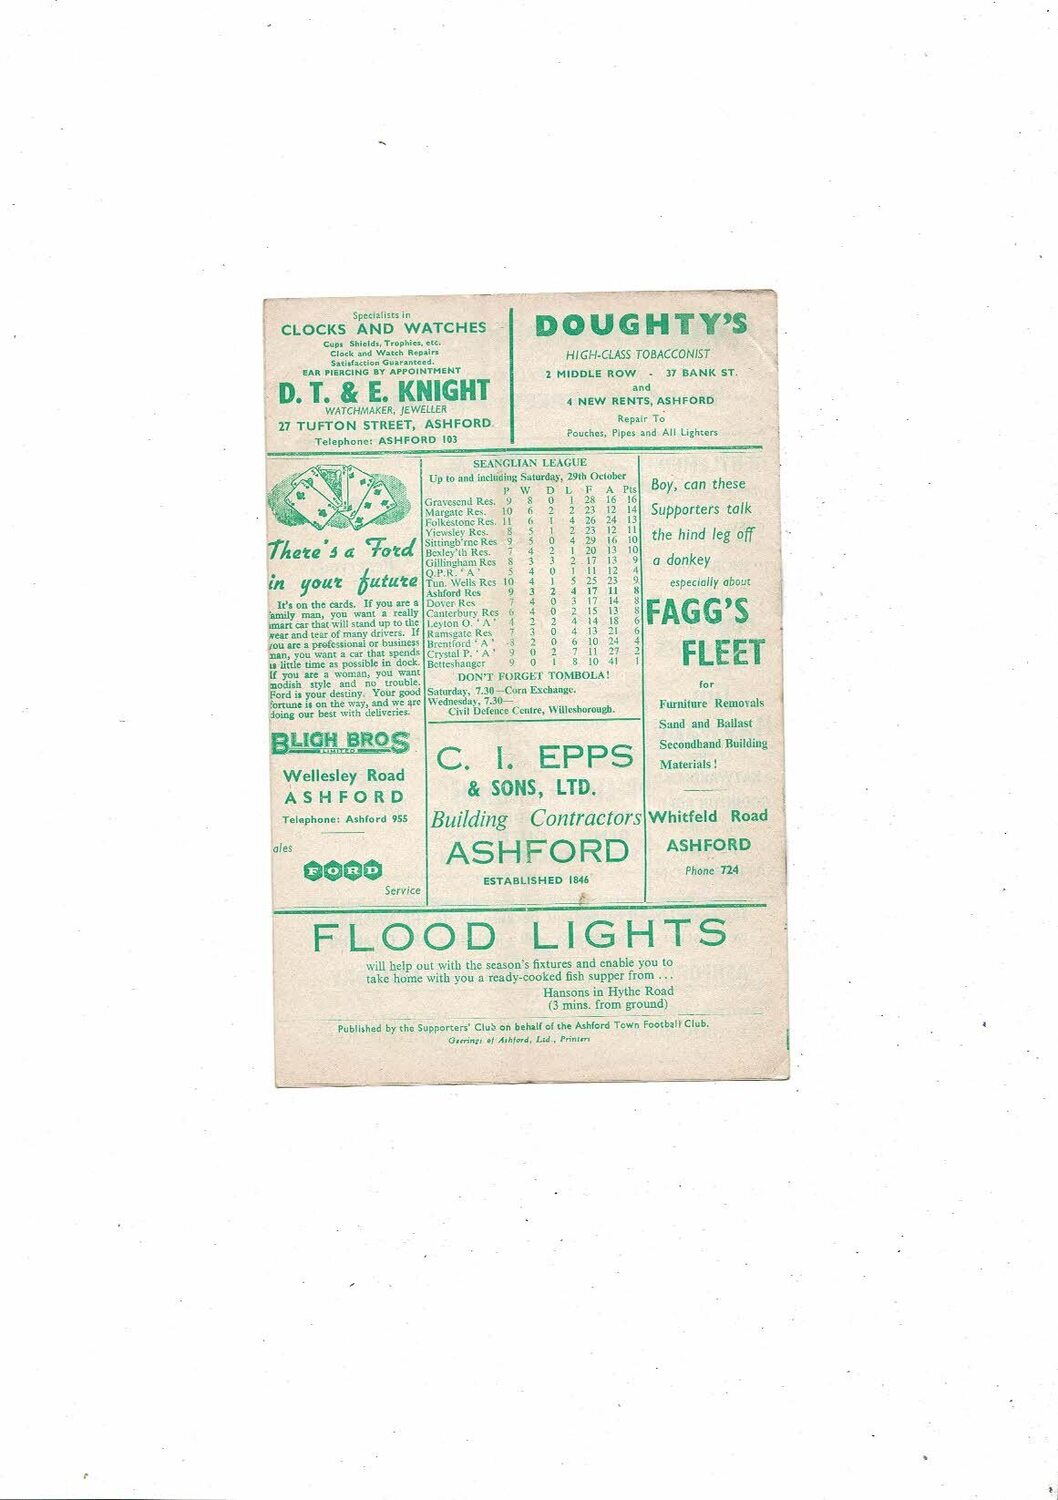 Specialists in
CLOCKS AND WATCHES
Cups Shields, Trophies, etc.
Clock and Watch Repairs
Satisfaction Guaranteed.
EAR PIERCING BY APPOINTMENT
D. T. & E. KNIGHT
WATCHMAKER, JEWELLER
27 TUFTON STREET, ASHFORD
Telephone: ASHFORD 103
DOUGHTY'S
HIGH-CLASS TOBACCONIST
2 MIDDLE ROW - 37 BANK ST.
and
4 NEW RENTS, ASHFORD
Repair To
Pouches, Pipes and All Lighters
There's a Ford
in your future
It's on the cards. If you are a
family man, you want a really
smart car that will stand up to the
wear and tear of many drivers. If
you are a professional or business
man, you want a car that spends
as little time as possible in dock.
If you are a woman, you want
modish style and no trouble.
Ford is your destiny. Your good
fortune is on the way, and we are
doing our best with deliveries.
BLIGH BROS
LIMITED
Wellesley Road
ASHFORD
Telephone: Ashford 955
ales
FORD
Service
SEANGLIAN LEAGUE
Up to and including Saturday, 29th October
P W D L F A Pts
Gravesend Res. 9 8 0 1 28 16 16
Margate Res. 10 6 2 2 23 12 14
Folkestone Res. 11 6 1 4 26 24 13
Yiewsley Res. 8 5 1 2 23 12 11
Sittingb'rne Res 9 5 0 4 29 16 10
Bexley'th Res. 7 4 2 1 20 13 10
Gillingham Res 8 3 3 2 17 13 9
Q.P.R. 'A' 5 4 0 1 11 12 4
Tun. Wells Res 10 4 1 5 25 23 9
Ashford Res 9 3 2 4 17 11 8
Dover Res 7 4 0 3 17 14 8
Canterbury Res 6 4 0 2 15 13 8
Leyton O. 'A' 4 2 2 4 14 18 6
Ramsgate Res 7 3 0 4 13 21 6
Brentford 'A' 2 0 6 10 24 4
Crystal P. 'A' 9 0 2 7 11 27 2
Betteshanger 9 0 1 8 10 41 1
DON'T FORGET TOMBOLA!
Saturday, 7.30—Corn Exchange.
Wednesday, 7.30—
Civil Defence Centre, Willesborough.
C. I. EPPS
& SONS, LTD.
Building Contractors
ASHFORD
ESTABLISHED 1846
Boy, can these
Supporters talk
the hind leg off
a donkey
especially about
FAGG'S
FLEET
for
Furniture Removals
Sand and Ballast
Secondhand Building
Materials!
Whitfeld Road
ASHFORD
Phone 724
FLOOD LIGHTS
will help out with the season's fixtures and enable you to
take home with you a ready-cooked fish supper from ...
Hansons in Hythe Road
(3 mins. from ground)
Published by the Supporters' Club on behalf of the Ashford Town Football Club.
Geerings of Ashford, Ltd., Printers